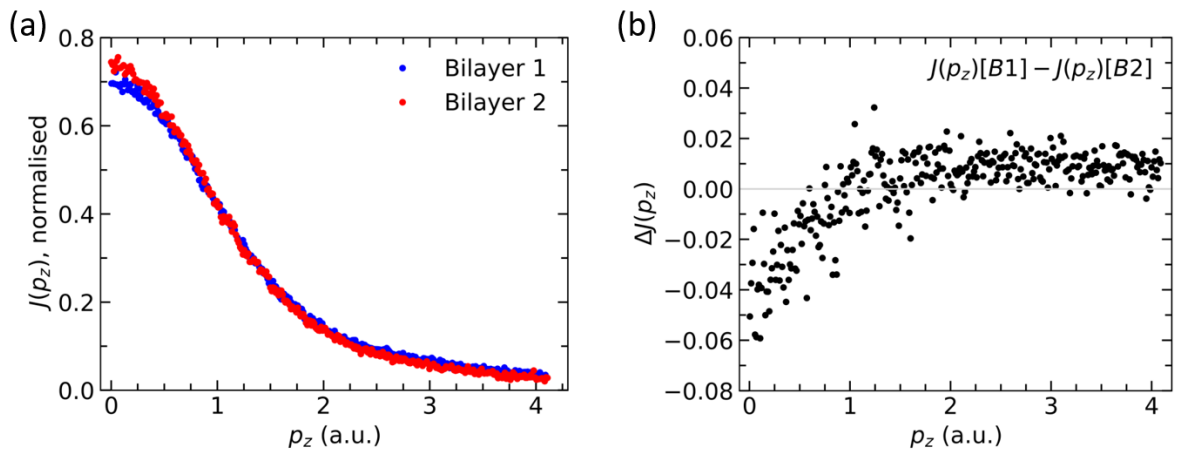 (a)
0.8
0.6
0.4
0.2
0.0
J(p_z), normalised
Bilayer 1
Bilayer 2
0 1 2 3 4
p_z (a.u.)
(b)
0.06
0.04
0.02
0.00
−0.02
−0.04
−0.06
−0.08
ΔJ(p_z)
J(p_z)[B1] − J(p_z)[B2]
0 1 2 3 4
p_z (a.u.)